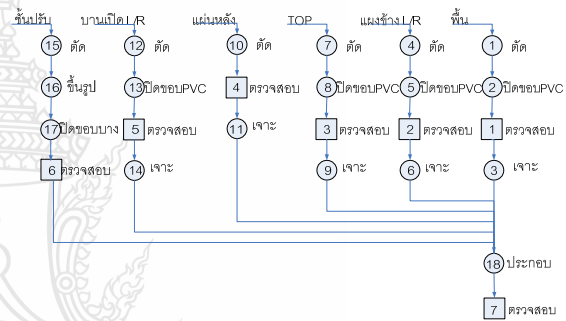 ชั้นปรับ บานเปิด L/R แผ่นหลัง TOP แผงข้าง L/R พื้น
15 ตัด 12 ตัด 10 ตัด 7 ตัด 4 ตัด 1 ตัด
16 ขึ้นรูป 13 ปิดขอบPVC 4 ตรวจสอบ 8 ปิดขอบPVC 5 ปิดขอบPVC 2 ปิดขอบPVC
17 ปิดขอบบาง 5 ตรวจสอบ 11 เจาะ 3 ตรวจสอบ 2 ตรวจสอบ 1 ตรวจสอบ
6 ตรวจสอบ 14 เจาะ 9 เจาะ 6 เจาะ 3 เจาะ
18 ประกอบ
7 ตรวจสอบ